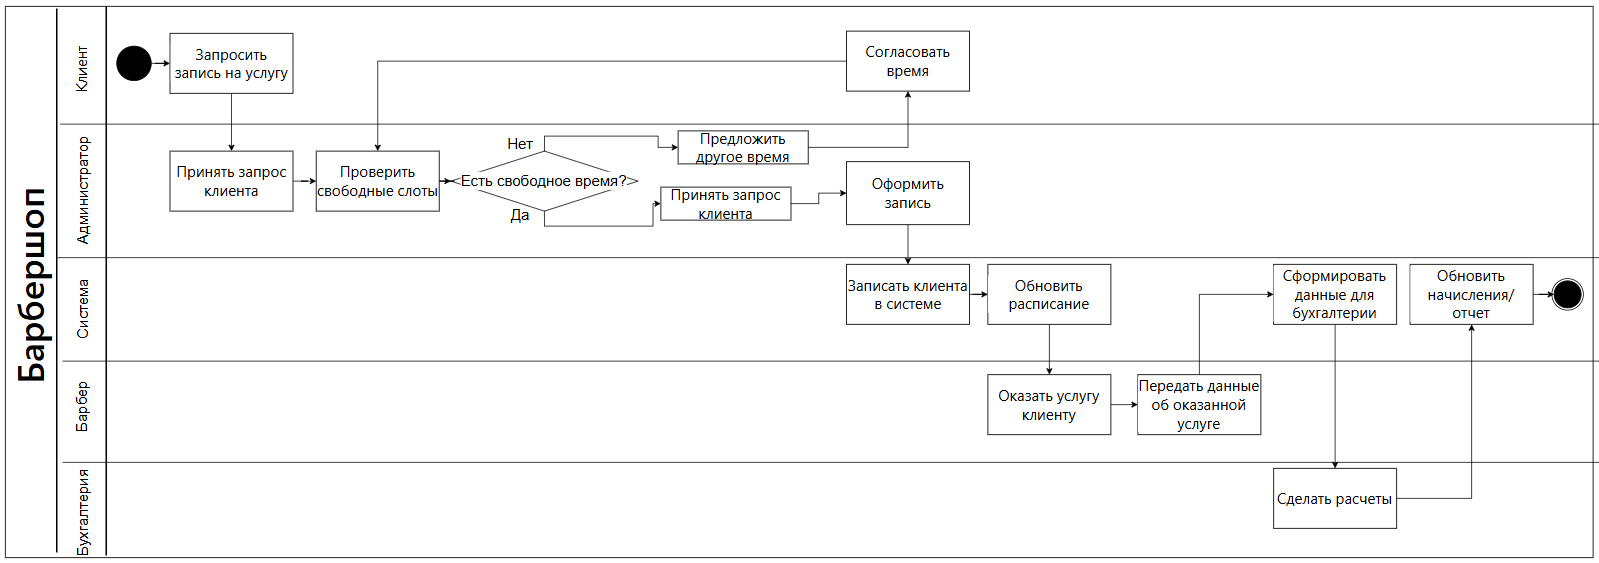 Барбершоп
Клиент
Запросить
запись на услугу
Согласовать
время
Администратор
Принять запрос
клиента
Проверить
свободные слоты
Есть свободное время?
Нет
Да
Предложить
другое время
Принять запрос
клиента
Оформить
запись
Система
Записать клиента
в системе
Обновить
расписание
Сформировать
данные для
бухгалтерии
Обновить
начисления/
отчет
Барбер
Оказать услугу
клиенту
Передать данные
об оказанной
услуге
Бухгалтерия
Сделать расчеты